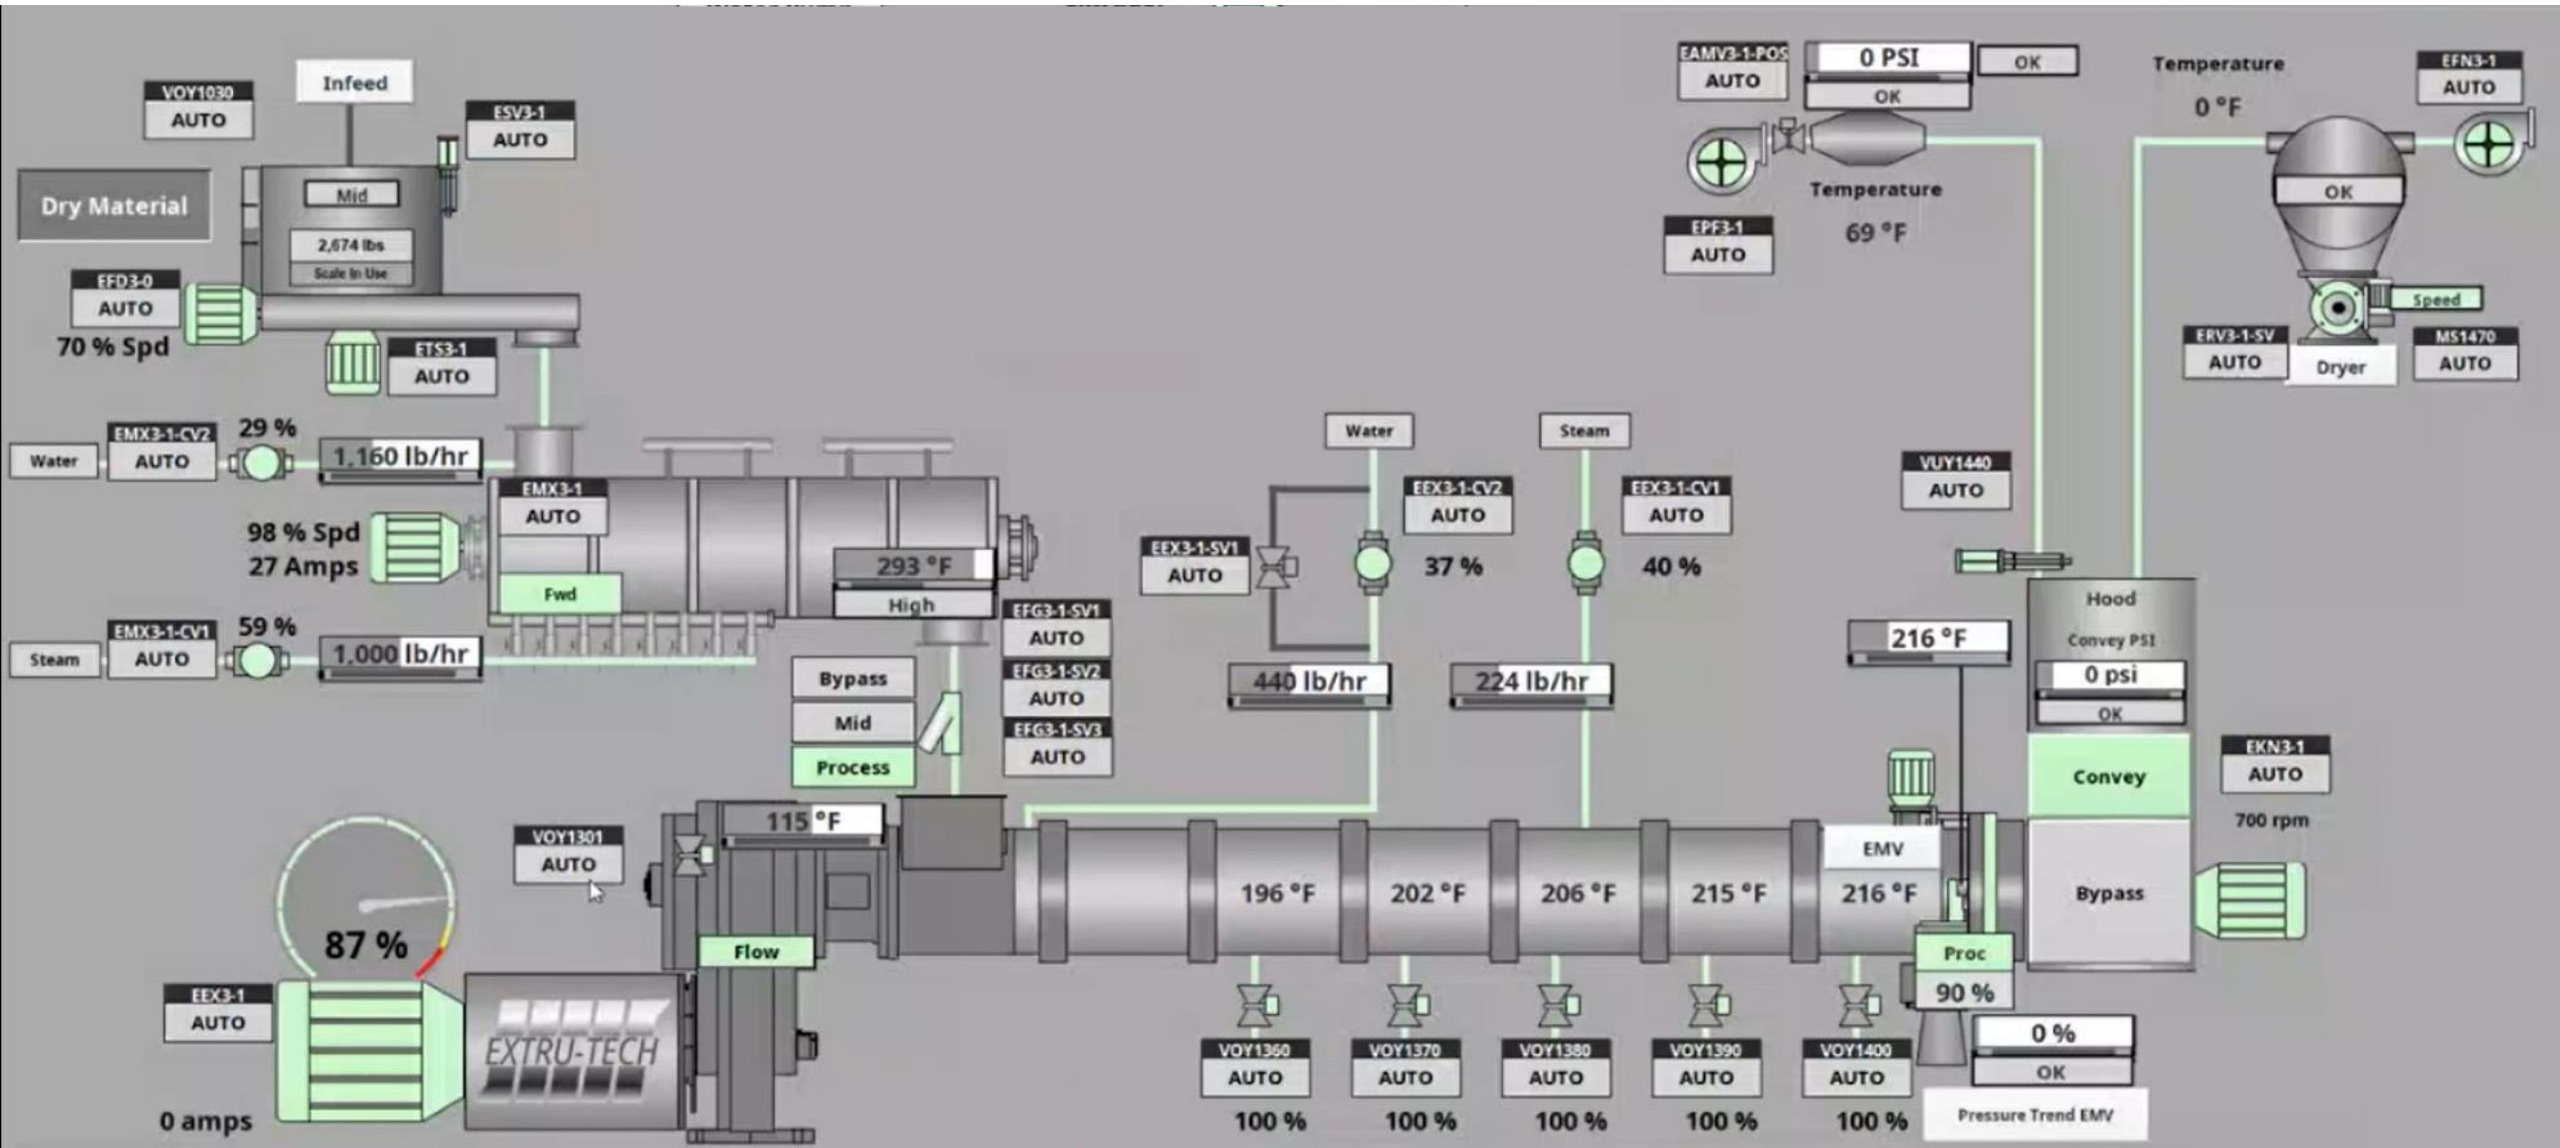 Infeed
VOY1030
AUTO
ESV3-1
AUTO
Dry Material
Mid
2,674 lbs
Scale In Use
EFD3-0
AUTO
70 % Spd
ETS3-1
AUTO
EAMV3-1-POS
AUTO
0 PSI
OK
OK
Temperature
69 °F
EPF3-1
AUTO
Temperature
0 °F
EFN3-1
AUTO
OK
Speed
ERV3-1-SV
AUTO
Dryer
MS1470
AUTO
Water
EMX3-1-CV2
AUTO
29 %
1,160 lb/hr
98 % Spd
27 Amps
EMX3-1
AUTO
Fwd
293 °F
High
Steam
EMX3-1-CV1
AUTO
59 %
1,000 lb/hr
EFG3-1-SV1
AUTO
EFG3-1-SV2
AUTO
EFG3-1-SV3
AUTO
Bypass
Mid
Process
Water
EEX3-1-CV2
AUTO
37 %
EEX3-1-SV1
AUTO
440 lb/hr
Steam
EEX3-1-CV1
AUTO
40 %
224 lb/hr
VUY1440
AUTO
216 °F
Hood
Convey PSI
0 psi
OK
Convey
Bypass
EKN3-1
AUTO
700 rpm
115 °F
VOY1301
AUTO
Flow
87 %
EEX3-1
AUTO
0 amps
EXTRU-TECH
196 °F
202 °F
206 °F
215 °F
EMV
216 °F
Proc
90 %
0 %
OK
Pressure Trend EMV
VOY1360
AUTO
100 %
VOY1370
AUTO
100 %
VOY1380
AUTO
100 %
VOY1390
AUTO
100 %
VOY1400
AUTO
100 %